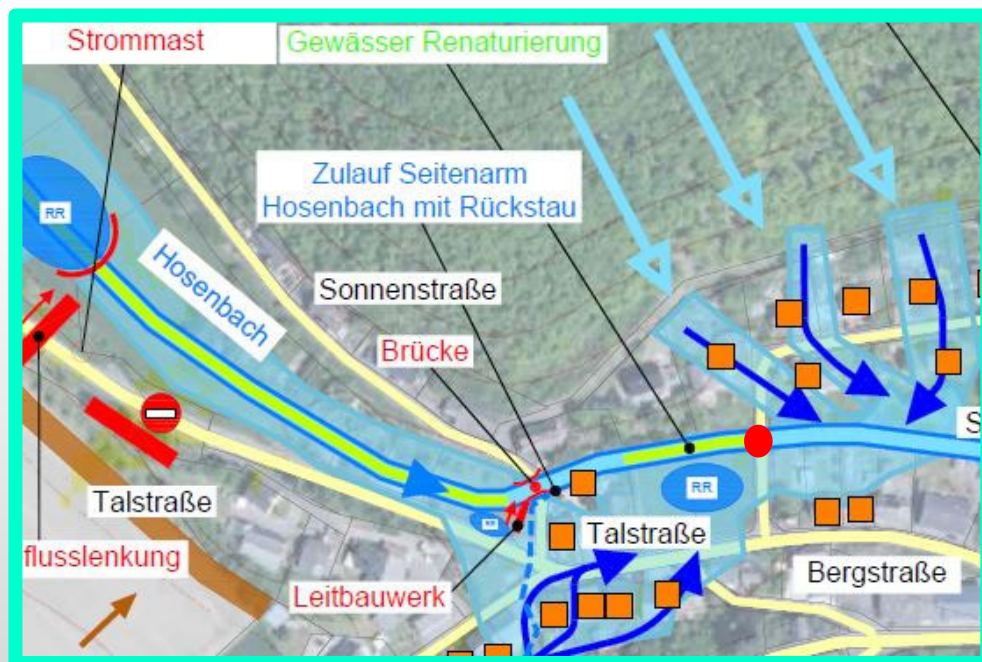 Strommast
Gewässer Renaturierung
Zulauf Seitenarm
Hosenbach mit Rückstau
RR
Hosenbach
Sonnenstraße
Brücke
S
Talstraße
RR
RR
Talstraße
flusslenkung
Bergstraße
Leitbauwerk